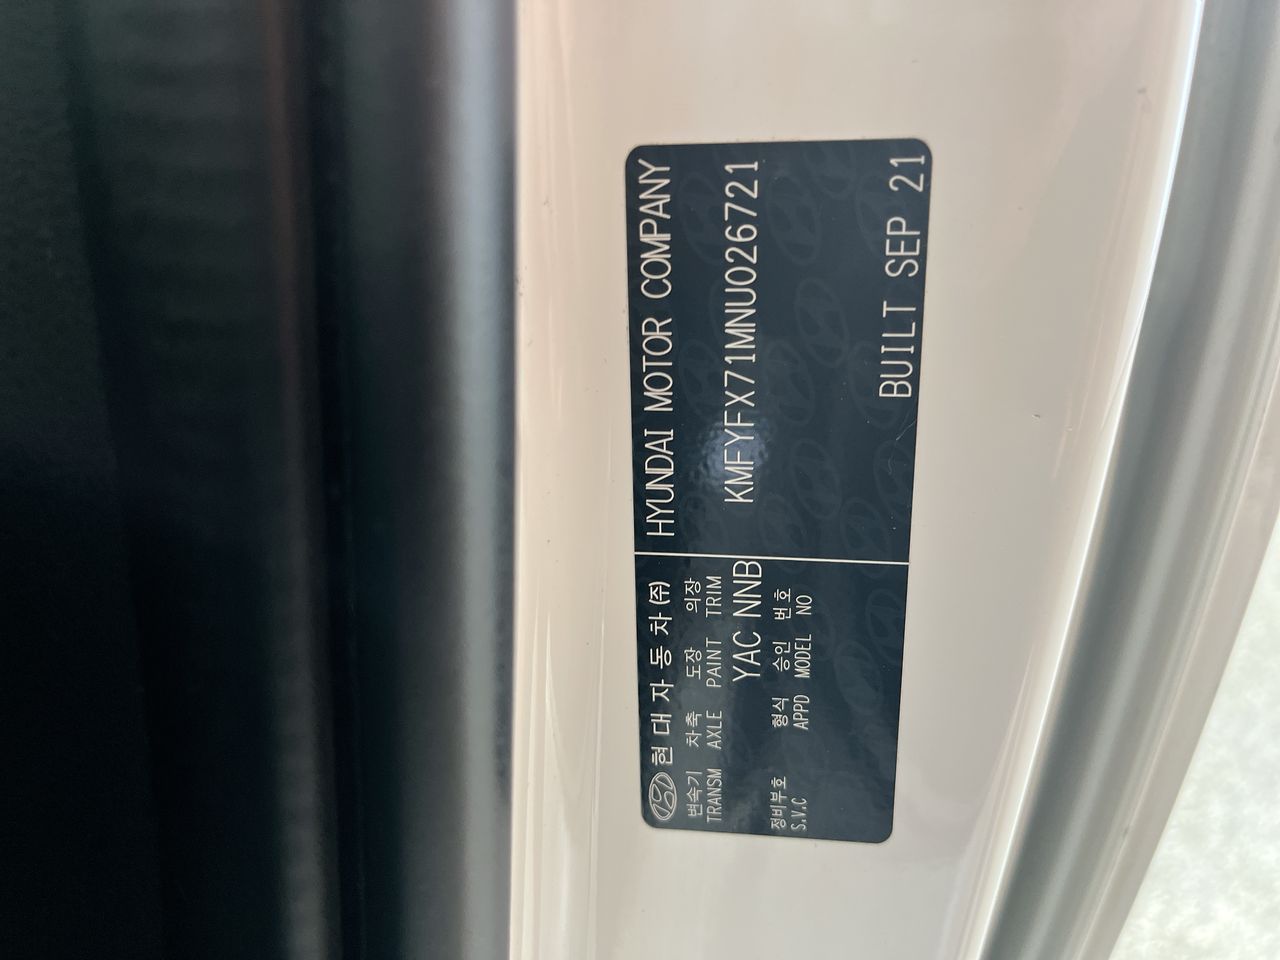 현대자동차(주)
변속기 차축 도장 의장
TRANSM AXLE PAINT TRIM
YAC NNB
정비부호 형식 승인 번호
S.V.C APPD MODEL NO
HYUNDAI MOTOR COMPANY
KMFYFX71MNU026721
BUILT SEP 21